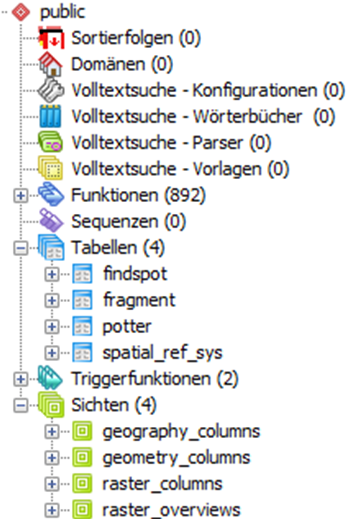 public
Sortierfolgen (0)
Domänen (0)
Volltextsuche - Konfigurationen (0)
Volltextsuche - Wörterbücher (0)
Volltextsuche - Parser (0)
Volltextsuche - Vorlagen (0)
Funktionen (892)
Sequenzen (0)
Tabellen (4)
findspot
fragment
potter
spatial_ref_sys
Triggerfunktionen (2)
Sichten (4)
geography_columns
geometry_columns
raster_columns
raster_overviews